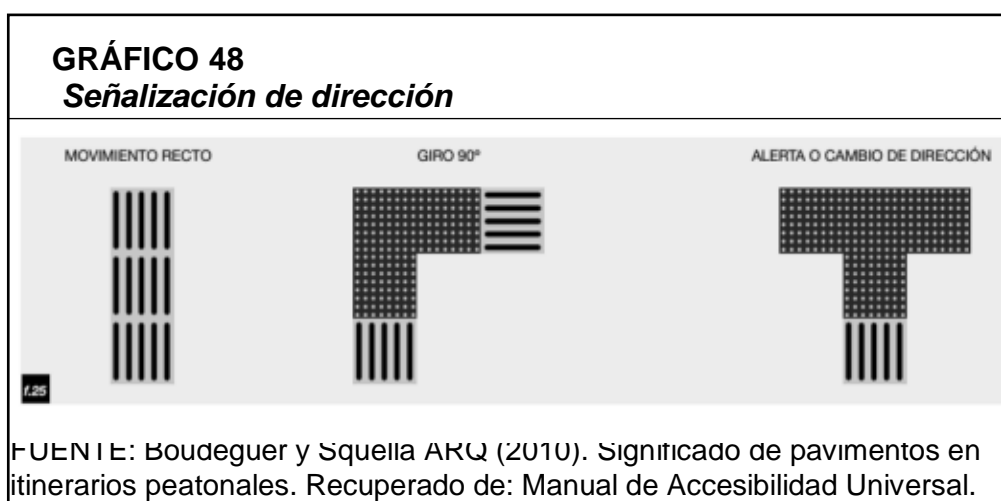 GRÁFICO 48
Señalización de dirección
MOVIMIENTO RECTO
GIRO 90º
ALERTA O CAMBIO DE DIRECCIÓN
f.25
FUENTE: Boudeguer y Squella ARQ (2010). Significado de pavimentos en
itinerarios peatonales. Recuperado de: Manual de Accesibilidad Universal.